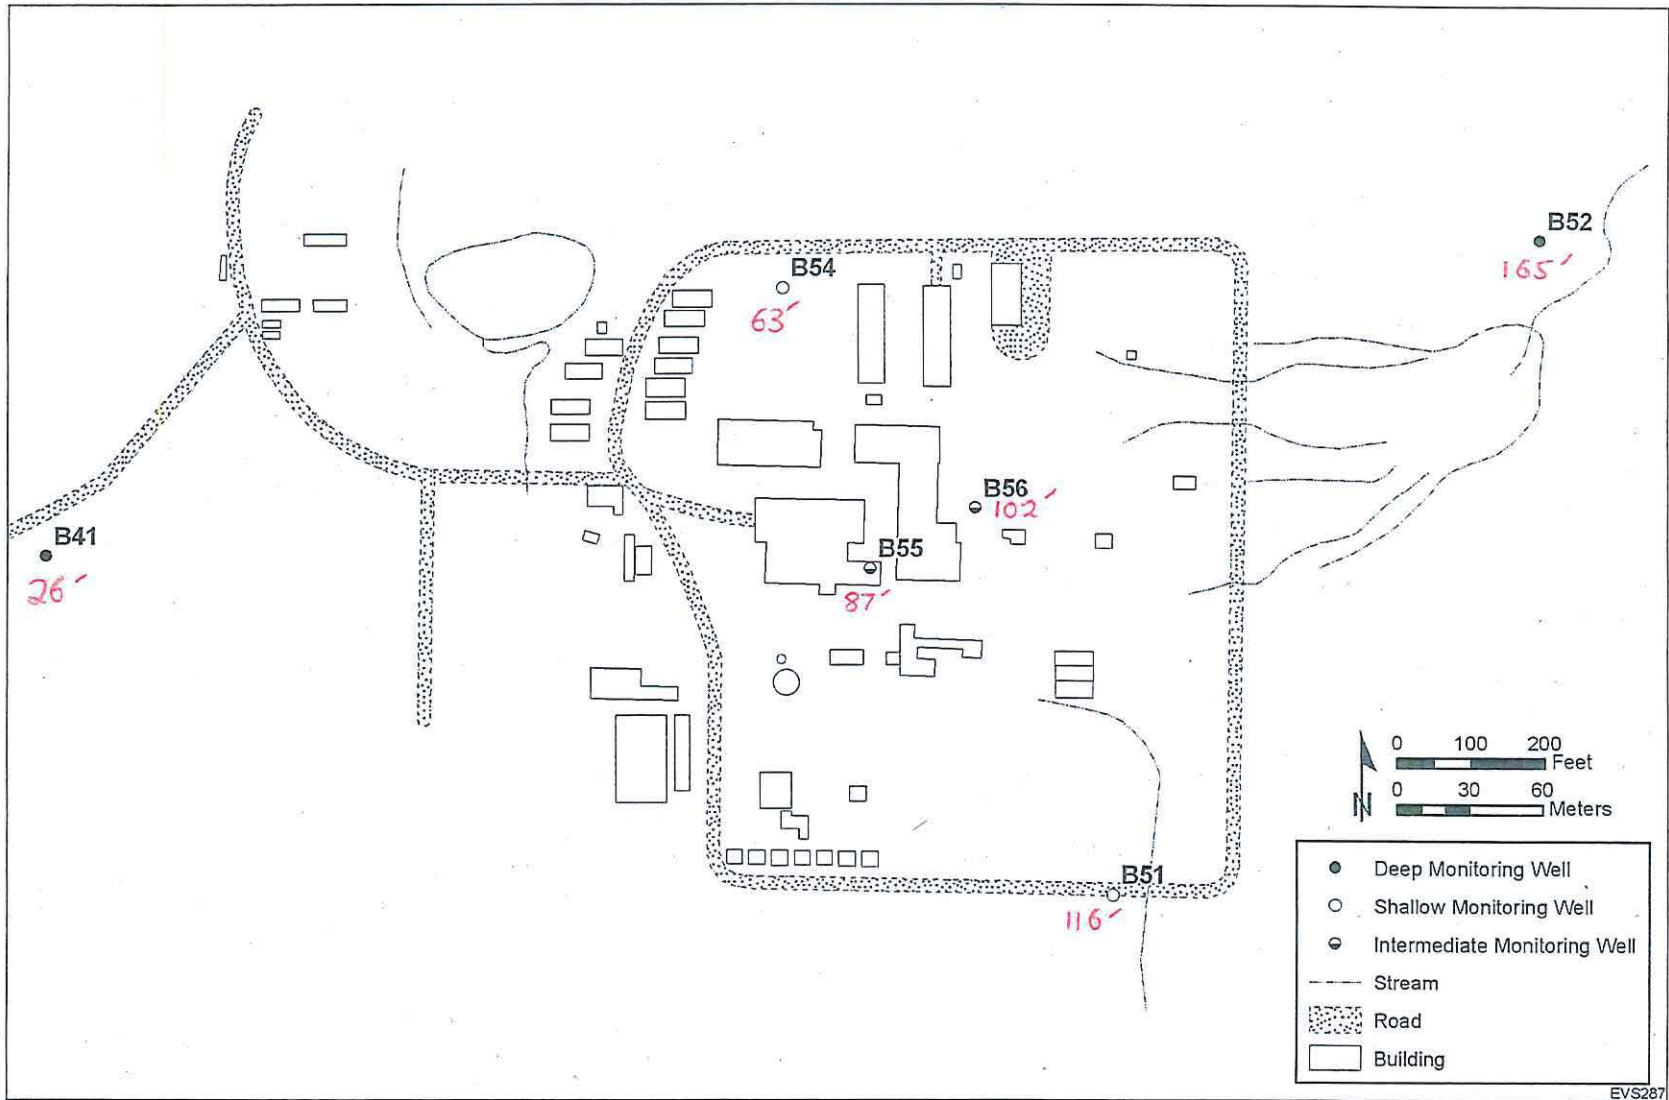 B52
165′
B54
63′
B56
102′
B41
26′
B55
87′
B51
116′
0 100 200
Feet
0 30 60
Meters
N
Deep Monitoring Well
Shallow Monitoring Well
Intermediate Monitoring Well
Stream
Road
Building
EVS287